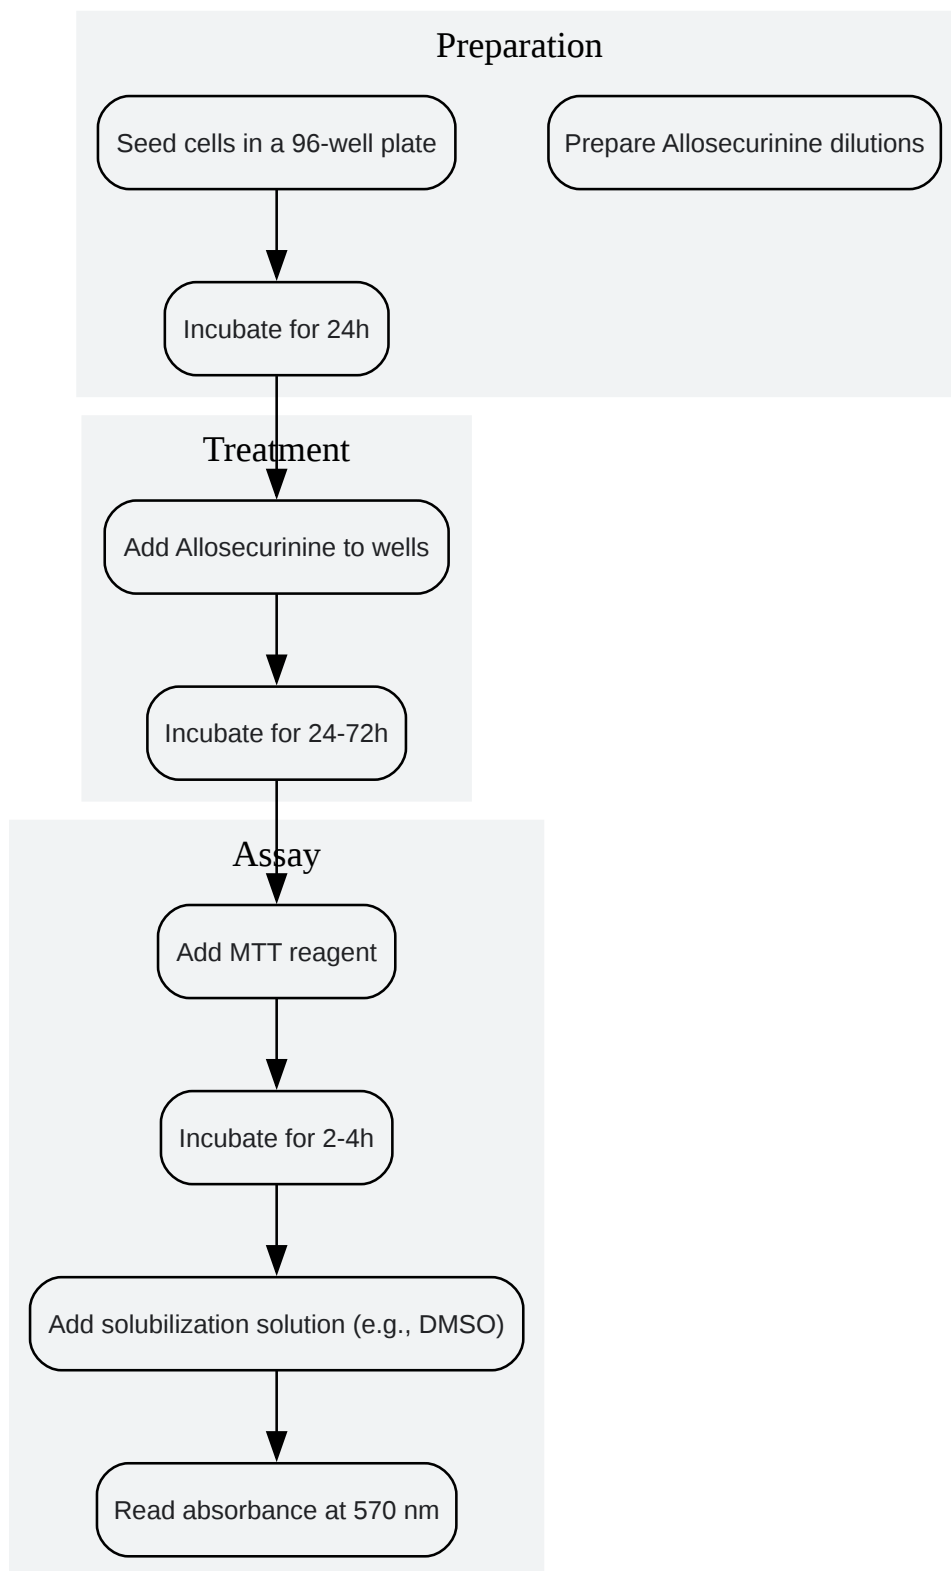 Preparation
Seed cells in a 96-well plate
Prepare Allosecurinine dilutions
Incubate for 24h
Treatment
Add Allosecurinine to wells
Incubate for 24-72h
Assay
Add MTT reagent
Incubate for 2-4h
Add solubilization solution (e.g., DMSO)
Read absorbance at 570 nm